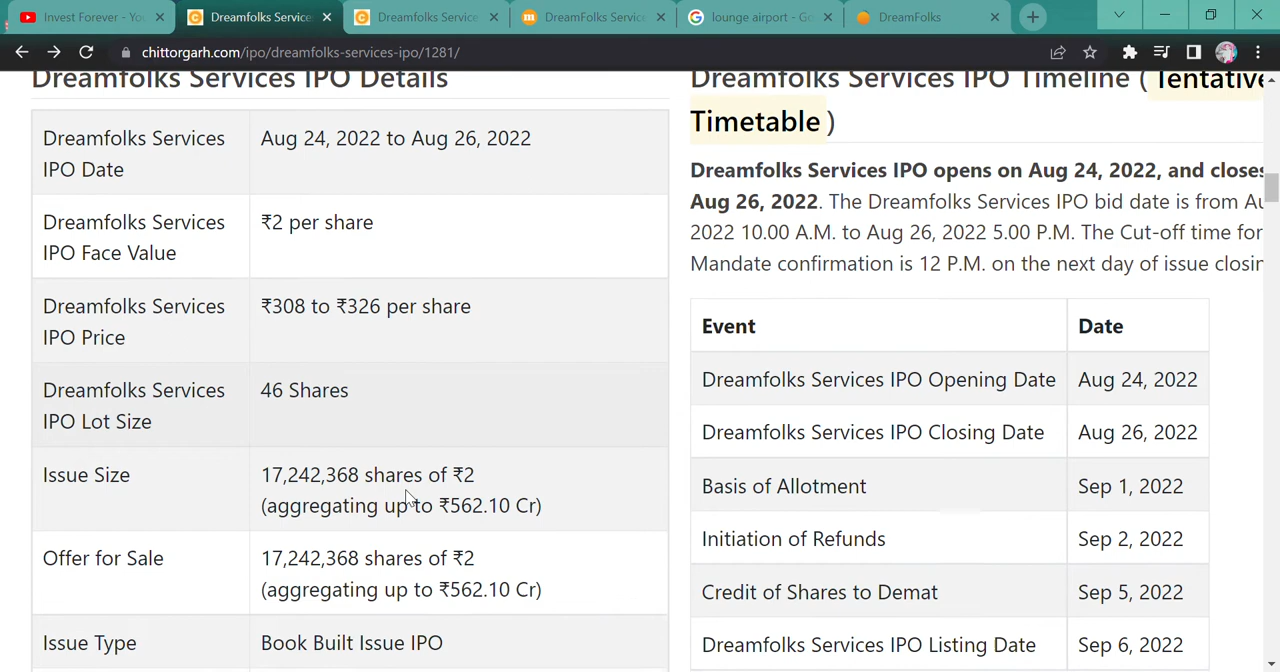 Invest Forever - Yo
Dreamfolks Service
Dreamfolks Service
DreamFolks Service
lounge airport - Go
DreamFolks
chittorgarh.com/ipo/dreamfolks-services-ipo/1281/
Dreamfolks Services IPO Details
Dreamfolks Services IPO Date
Aug 24, 2022 to Aug 26, 2022
Dreamfolks Services IPO Face Value
₹2 per share
Dreamfolks Services IPO Price
₹308 to ₹326 per share
Dreamfolks Services IPO Lot Size
46 Shares
Issue Size
17,242,368 shares of ₹2
(aggregating up to ₹562.10 Cr)
Offer for Sale
17,242,368 shares of ₹2
(aggregating up to ₹562.10 Cr)
Issue Type
Book Built Issue IPO
Dreamfolks Services IPO Timeline (Tentative
Timetable )
Dreamfolks Services IPO opens on Aug 24, 2022, and closes
Aug 26, 2022. The Dreamfolks Services IPO bid date is from Au
2022 10.00 A.M. to Aug 26, 2022 5.00 P.M. The Cut-off time for
Mandate confirmation is 12 P.M. on the next day of issue closin
Event Date
Dreamfolks Services IPO Opening Date Aug 24, 2022
Dreamfolks Services IPO Closing Date Aug 26, 2022
Basis of Allotment Sep 1, 2022
Initiation of Refunds Sep 2, 2022
Credit of Shares to Demat Sep 5, 2022
Dreamfolks Services IPO Listing Date Sep 6, 2022